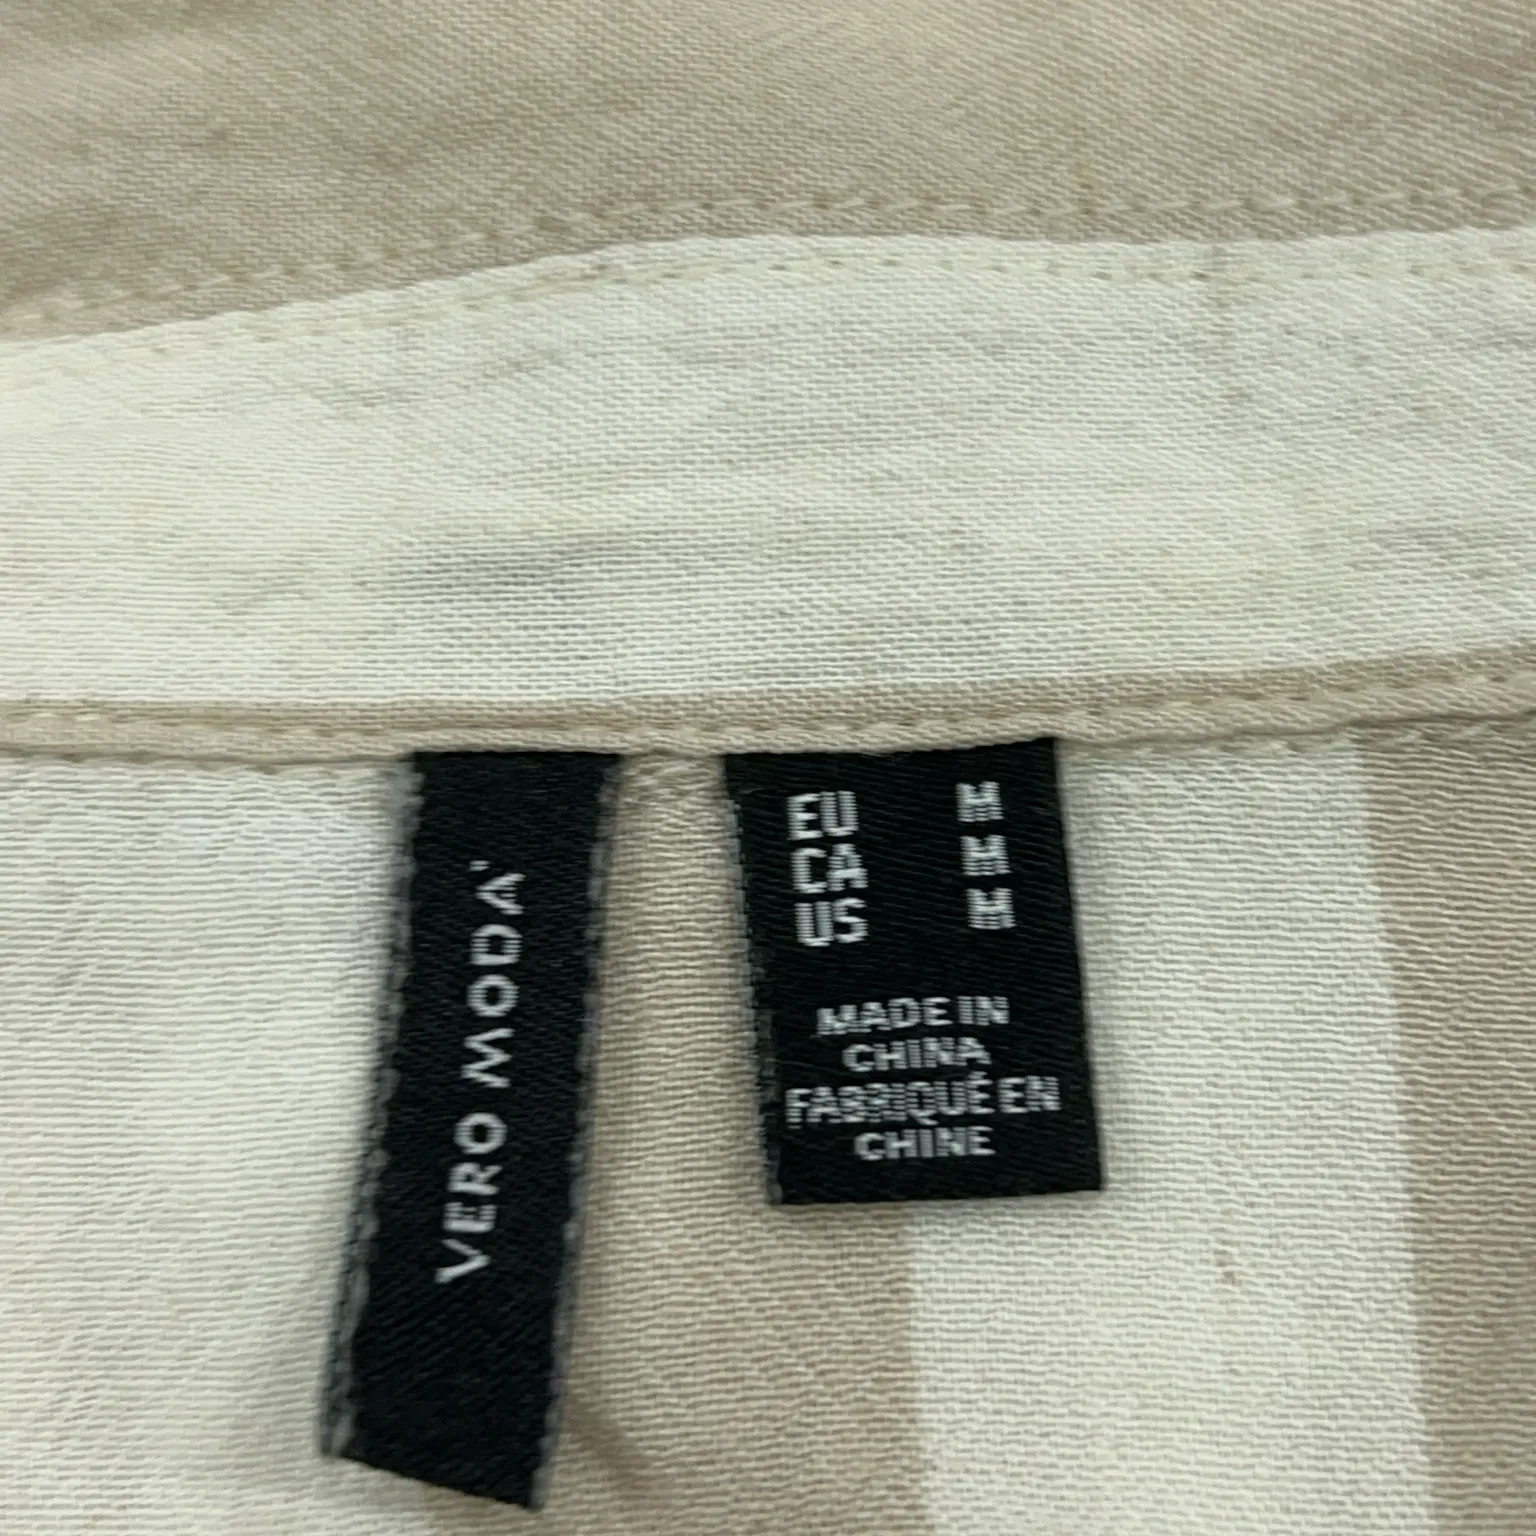 VERO MODA
EU M
CA M
US M
MADE IN
CHINA
FABRIQUÉ EN
CHINE